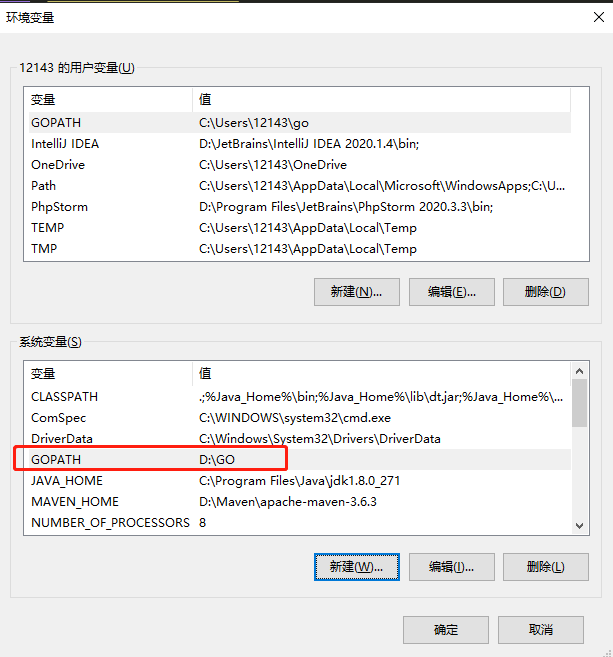 环境变量
12143 的用户变量(U)
变量 值
GOPATH C:\Users\12143\go
IntelliJ IDEA D:\JetBrains\IntelliJ IDEA 2020.1.4\bin;
OneDrive C:\Users\12143\OneDrive
Path C:\Users\12143\AppData\Local\Microsoft\WindowsApps;C:\U...
PhpStorm D:\Program Files\JetBrains\PhpStorm 2020.3.3\bin;
TEMP C:\Users\12143\AppData\Local\Temp
TMP C:\Users\12143\AppData\Local\Temp
新建(N)... 编辑(E)... 删除(D)
系统变量(S)
变量 值
CLASSPATH .;%Java_Home%\bin;%Java_Home%\lib\dt.jar;%Java_Home%\...
ComSpec C:\WINDOWS\system32\cmd.exe
DriverData C:\Windows\System32\Drivers\DriverData
GOPATH D:\GO
JAVA_HOME C:\Program Files\Java\jdk1.8.0_271
MAVEN_HOME D:\Maven\apache-maven-3.6.3
NUMBER_OF_PROCESSORS 8
新建(W)... 编辑(I)... 删除(L)
确定 取消